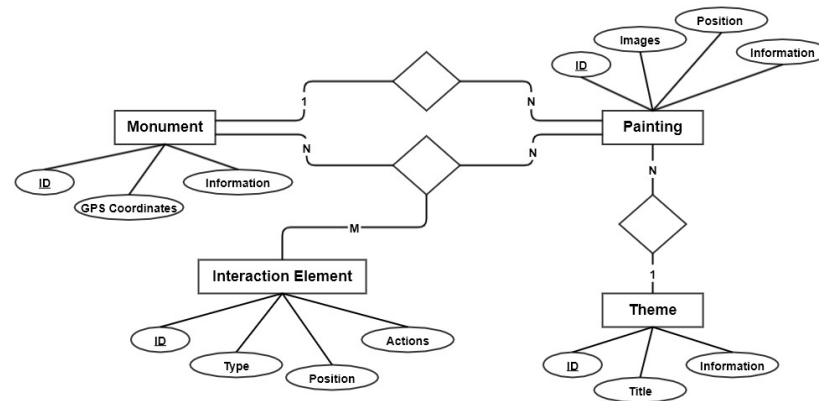 Position
Images
ID
Information
1
N
Monument
Painting
N
N
N
ID
Information
GPS Coordinates
M
Interaction Element
1
Theme
ID
Actions
Type
Position
ID
Information
Title